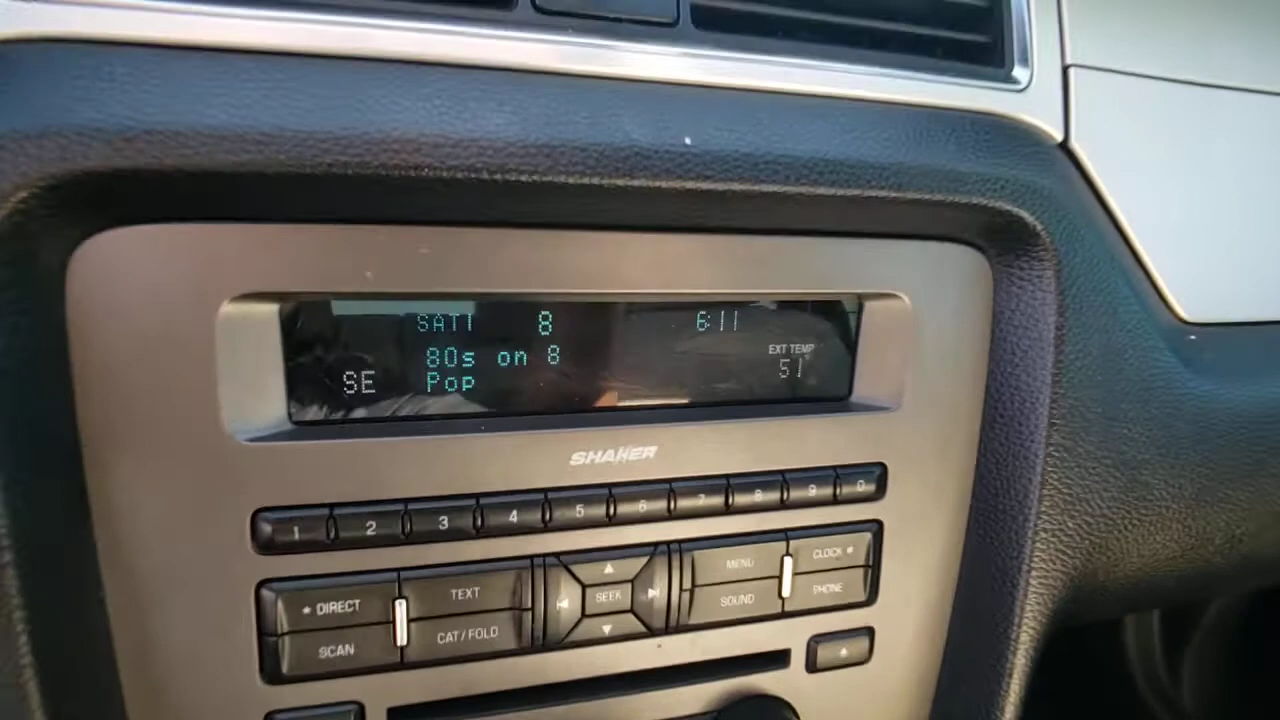 SAT1 8 6:11
80s on 8
EXT TEMP
SE Pop 51°
SHAKER
1 2 3 4 5 6 7 8 9 0
DIRECT TEXT SEEK MENU CLOCK
SCAN CAT/FOLD SOUND PHONE